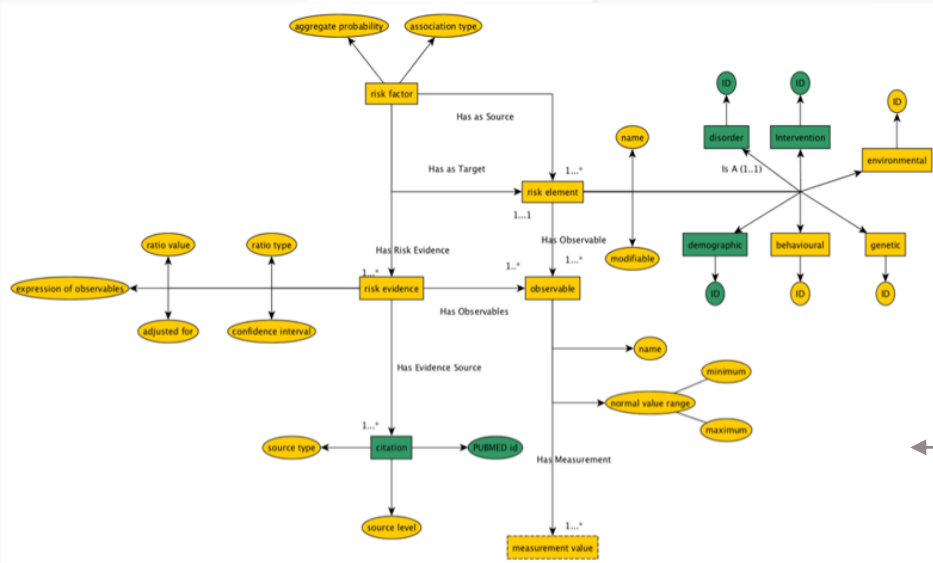 aggregate probability
association type
risk factor
Has as Source
ID
ID
ID
name
disorder
Intervention
environmental
Has as Target
1...*
Is A (1..1)
risk element
1...1
ratio value
ratio type
Has Risk Evidence
Has Observable
demographic
behavioural
genetic
modifiable
1..*
1...*
1...*
expression of observables
risk evidence
observable
ID
ID
ID
Has Observables
adjusted for
confidence interval
name
Has Evidence Source
minimum
normal value range
maximum
1...*
source type
citation
PUBMED id
Has Measurement
source level
1...*
measurement value